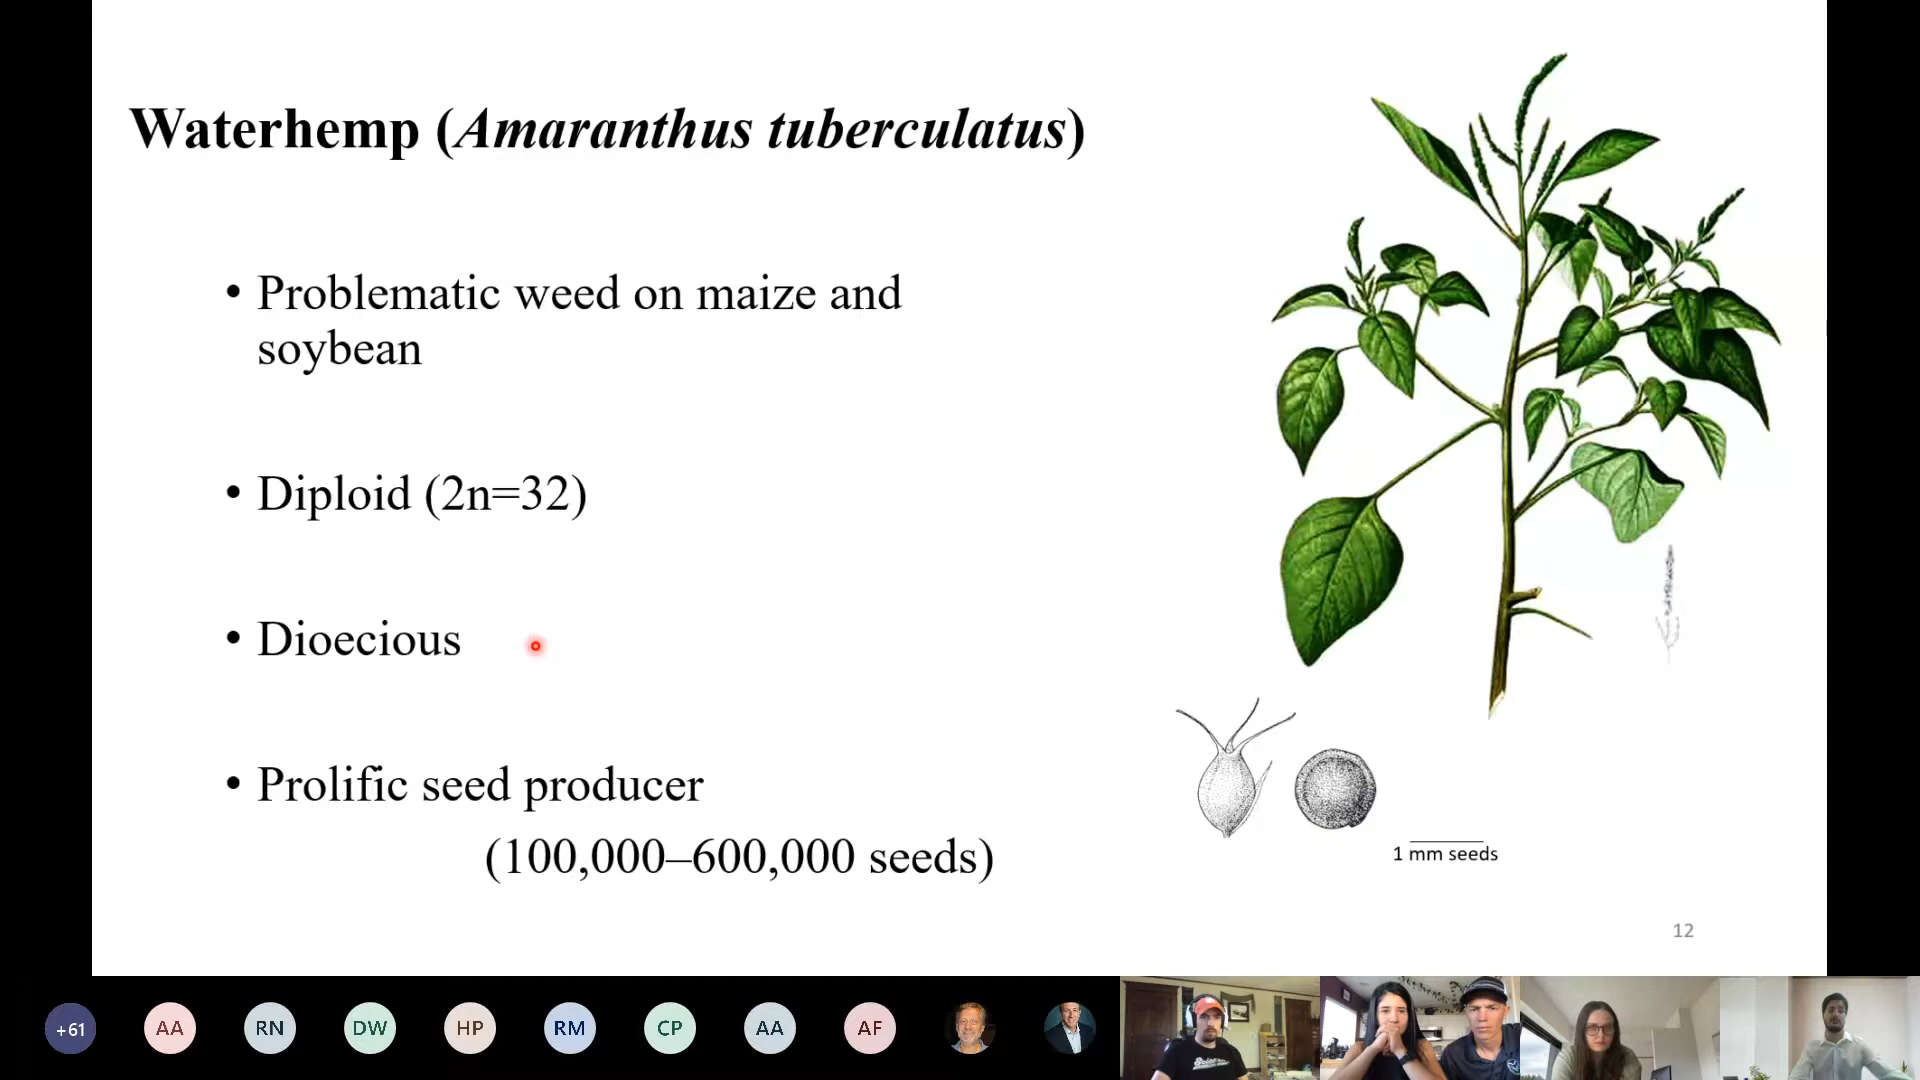 Waterhemp (Amaranthus tuberculatus)
• Problematic weed on maize and
soybean
• Diploid (2n=32)
• Dioecious
• Prolific seed producer
(100,000–600,000 seeds)
1 mm seeds
12
+61
AA
RN
DW
HP
RM
CP
AA
AF